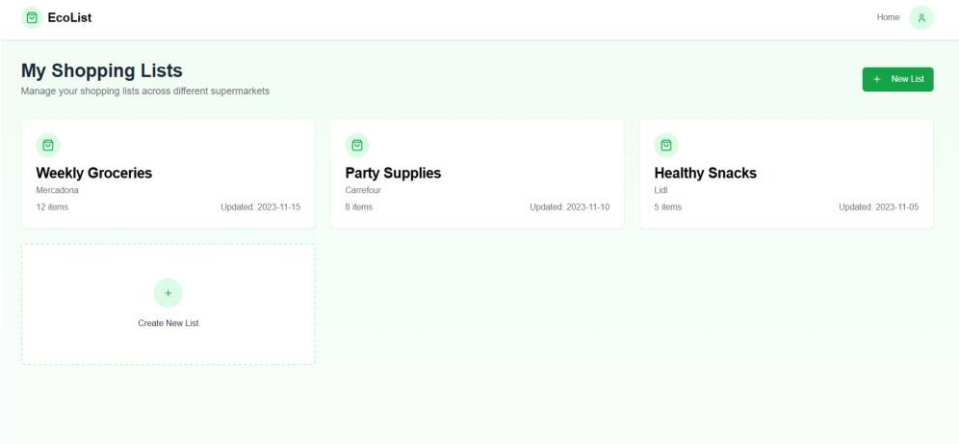 EcoList
Home
My Shopping Lists
Manage your shopping lists across different supermarkets
+ New List
Weekly Groceries
Mercadona
12 items
Updated: 2023-11-15
Party Supplies
Carrefour
8 items
Updated: 2023-11-10
Healthy Snacks
Lidl
5 items
Updated: 2023-11-05
+
Create New List